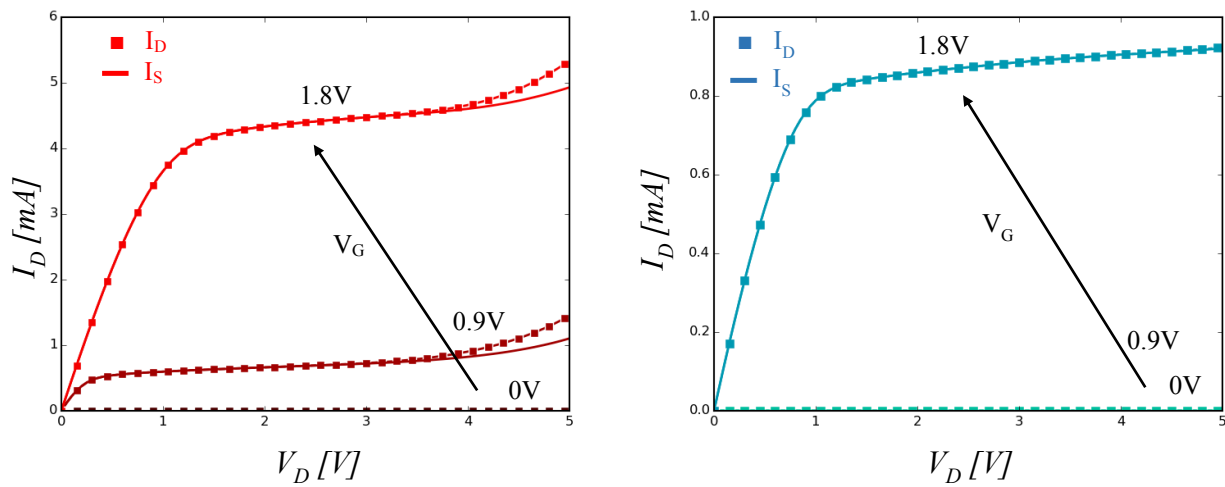 6
5
4
3
2
1
0
I_D [mA]
I_D
I_S
1.8V
V_G
0.9V
0V
0 1 2 3 4 5
V_D [V]
1.0
0.8
0.6
0.4
0.2
0.0
I_D [mA]
I_D
I_S
1.8V
V_G
0.9V
0V
0 1 2 3 4 5
V_D [V]